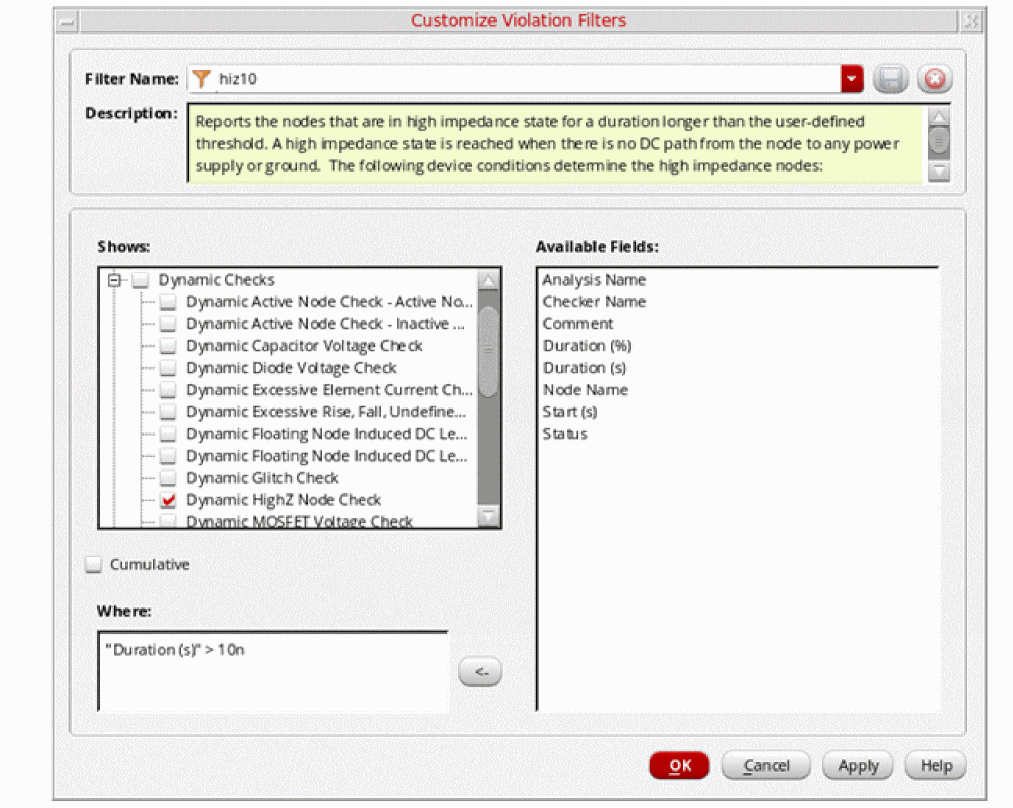 Customize Violation Filters
Filter Name: hiz10
Description: Reports the nodes that are in high impedance state for a duration longer than the user-defined
threshold. A high impedance state is reached when there is no DC path from the node to any power
supply or ground. The following device conditions determine the high impedance nodes:
Shows:
Dynamic Checks
Dynamic Active Node Check - Active No...
Dynamic Active Node Check - Inactive ...
Dynamic Capacitor Voltage Check
Dynamic Diode Voltage Check
Dynamic Excessive Element Current Ch...
Dynamic Excessive Rise, Fall, Undefine...
Dynamic Floating Node Induced DC Le...
Dynamic Floating Node Induced DC Le...
Dynamic Glitch Check
Dynamic HighZ Node Check
Dynamic MOSFET Voltage Check
Cumulative
Where:
"Duration (s)" > 10n
<-
Available Fields:
Analysis Name
Checker Name
Comment
Duration (%)
Duration (s)
Node Name
Start (s)
Status
OK Cancel Apply Help